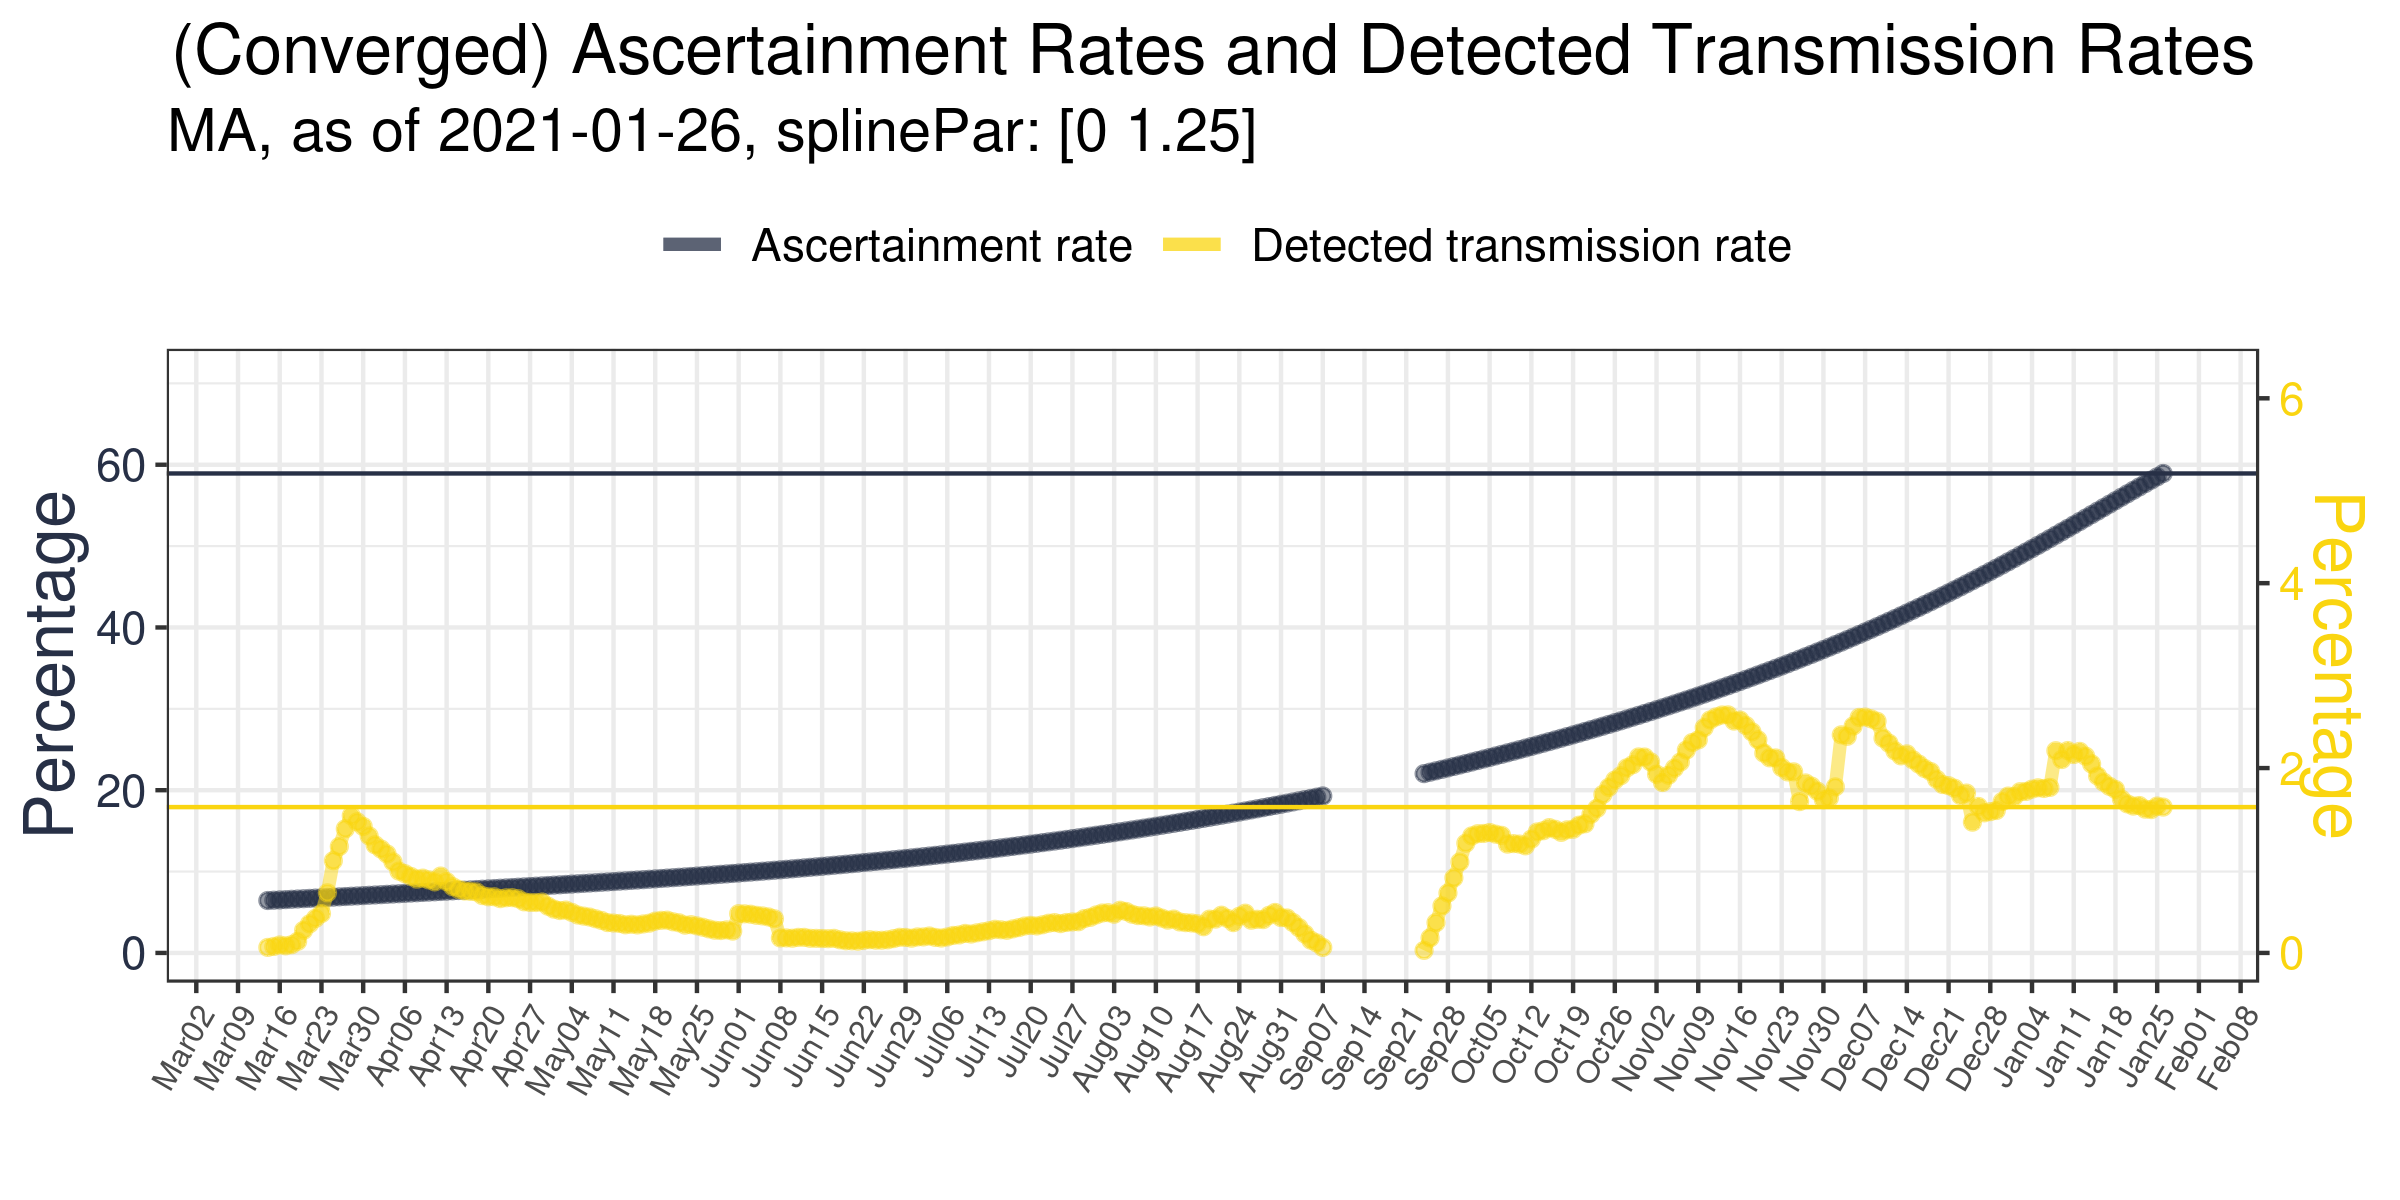 (Converged) Ascertainment Rates and Detected Transmission Rates
MA, as of 2021-01-26, splinePar: [0 1.25]
Ascertainment rate
Detected transmission rate
Percentage
60
40
20
0
6
4
2
0
Percentage
Mar02
Mar09
Mar16
Mar23
Mar30
Apr06
Apr13
Apr20
Apr27
May04
May11
May18
May25
Jun01
Jun08
Jun15
Jun22
Jun29
Jul06
Jul13
Jul20
Jul27
Aug03
Aug10
Aug17
Aug24
Aug31
Sep07
Sep14
Sep21
Sep28
Oct05
Oct12
Oct19
Oct26
Nov02
Nov09
Nov16
Nov23
Nov30
Dec07
Dec14
Dec21
Dec28
Jan04
Jan11
Jan18
Jan25
Feb01
Feb08